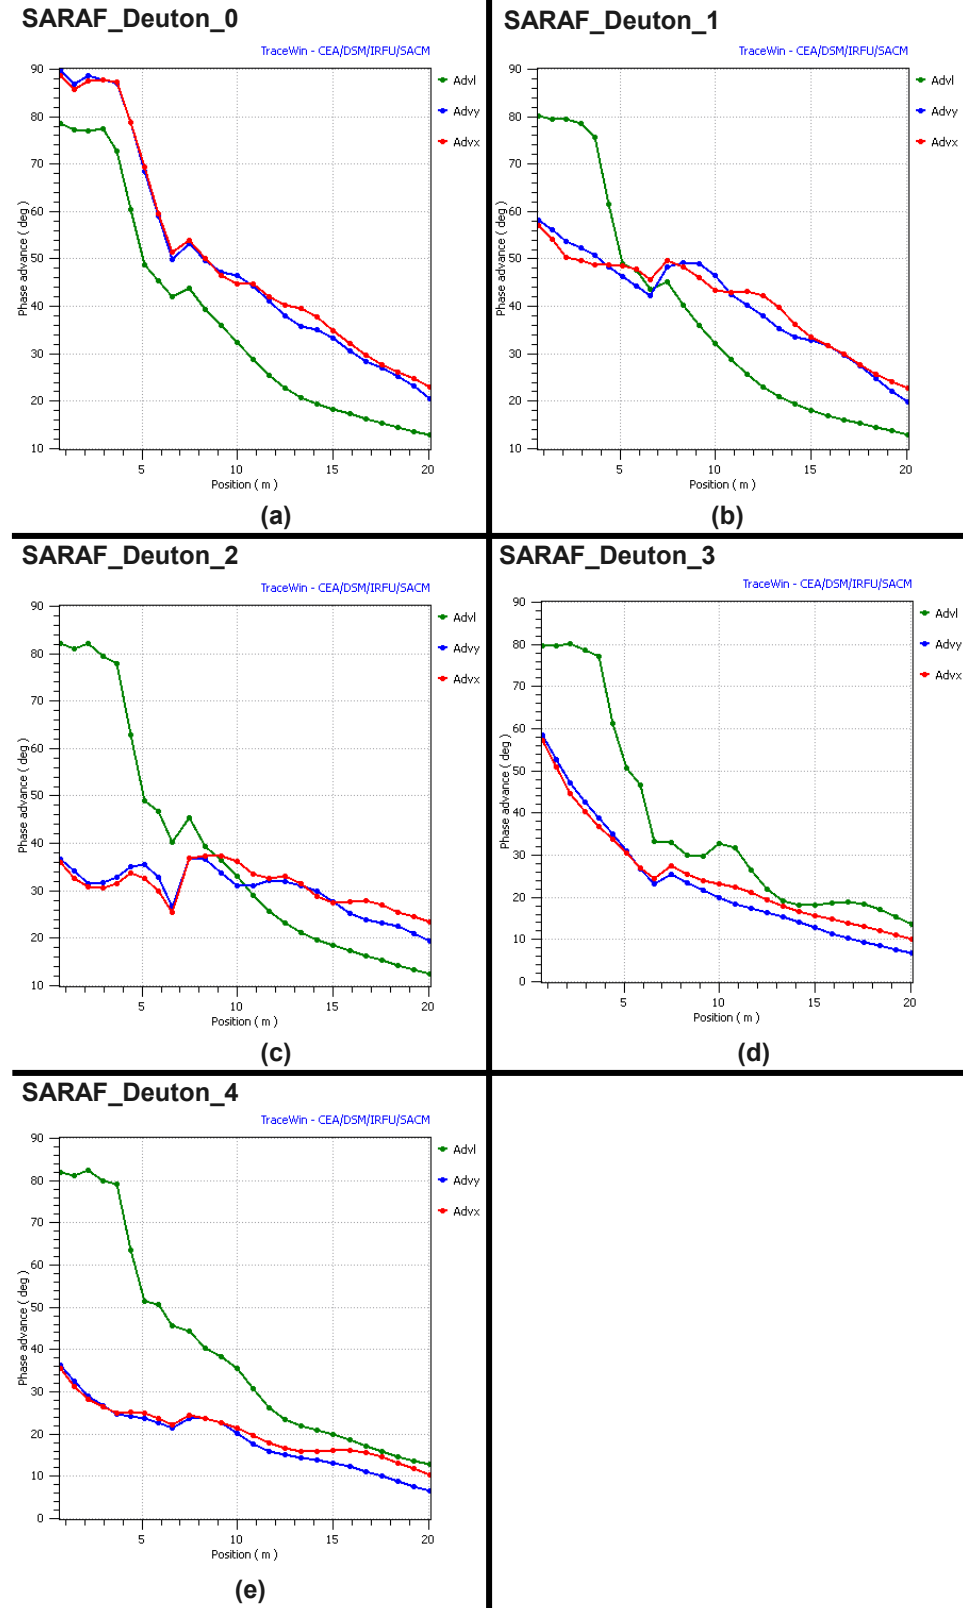 SARAF_Deuton_0
TraceWin - CEA/DSM/IRFU/SACM
90
80
70
60
50
40
30
20
10
Phase advance ( deg )
5 10 15 20
Position ( m )
Advl
Advy
Advx
(a)
SARAF_Deuton_1
TraceWin - CEA/DSM/IRFU/SACM
90
80
70
60
50
40
30
20
10
Phase advance ( deg )
5 10 15 20
Position ( m )
Advl
Advy
Advx
(b)
SARAF_Deuton_2
TraceWin - CEA/DSM/IRFU/SACM
90
80
70
60
50
40
30
20
10
Phase advance ( deg )
5 10 15 20
Position ( m )
Advl
Advy
Advx
(c)
SARAF_Deuton_3
TraceWin - CEA/DSM/IRFU/SACM
90
80
70
60
50
40
30
20
10
0
Phase advance ( deg )
5 10 15 20
Position ( m )
Advl
Advy
Advx
(d)
SARAF_Deuton_4
TraceWin - CEA/DSM/IRFU/SACM
90
80
70
60
50
40
30
20
10
0
Phase advance ( deg )
5 10 15 20
Position ( m )
Advl
Advy
Advx
(e)